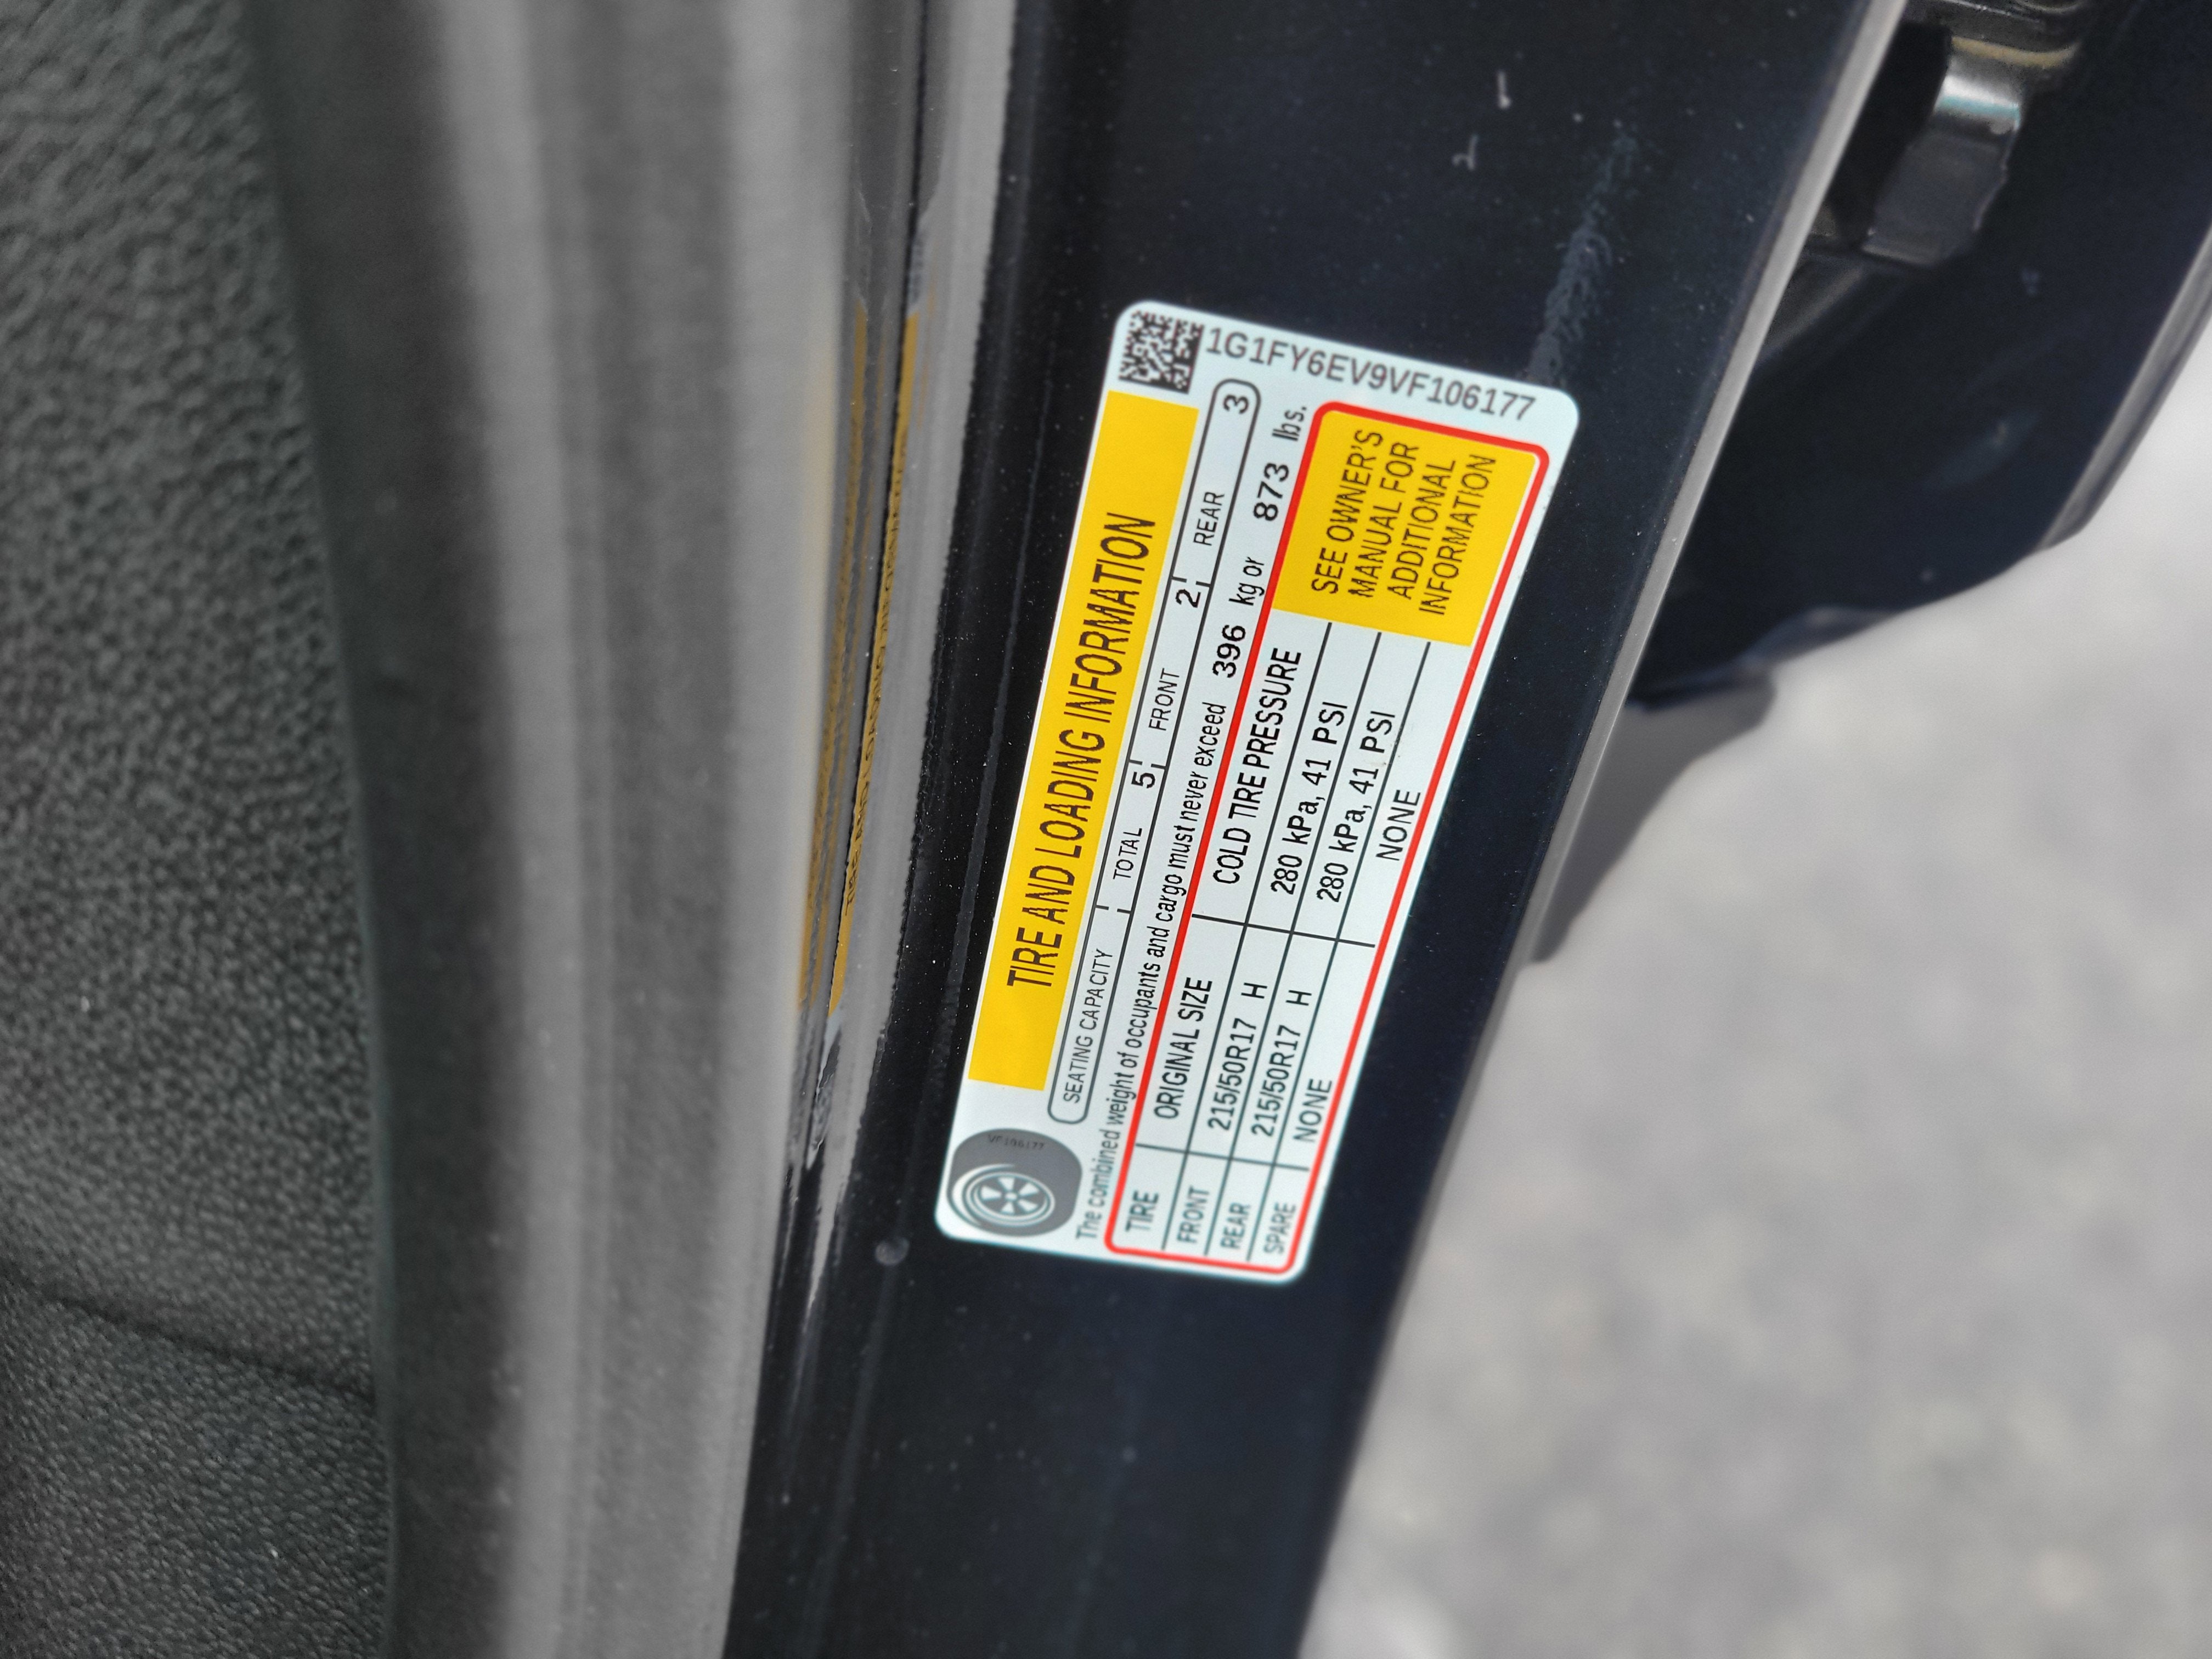 1G1FY6EV9VF106177
TIRE AND LOADING INFORMATION
SEATING CAPACITY TOTAL 5 FRONT 2 REAR 3
The combined weight of occupants and cargo must never exceed 396 kg or 873 lbs.
TIRE ORIGINAL SIZE COLD TIRE PRESSURE
FRONT 215/50R17 H 280 kPa, 41 PSI
REAR 215/50R17 H 280 kPa, 41 PSI
SPARE NONE NONE
SEE OWNER'S
MANUAL FOR
ADDITIONAL
INFORMATION